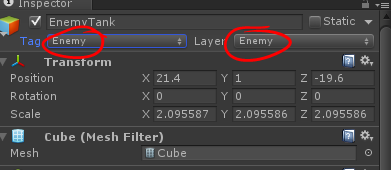 Inspector
EnemyTank Static
Tag Enemy Layer Enemy
Transform
Position X 21.4 Y 1 Z -19.6
Rotation X 0 Y 0 Z 0
Scale X 2.095587 Y 2.095586 Z 2.095586
Cube (Mesh Filter)
Mesh Cube